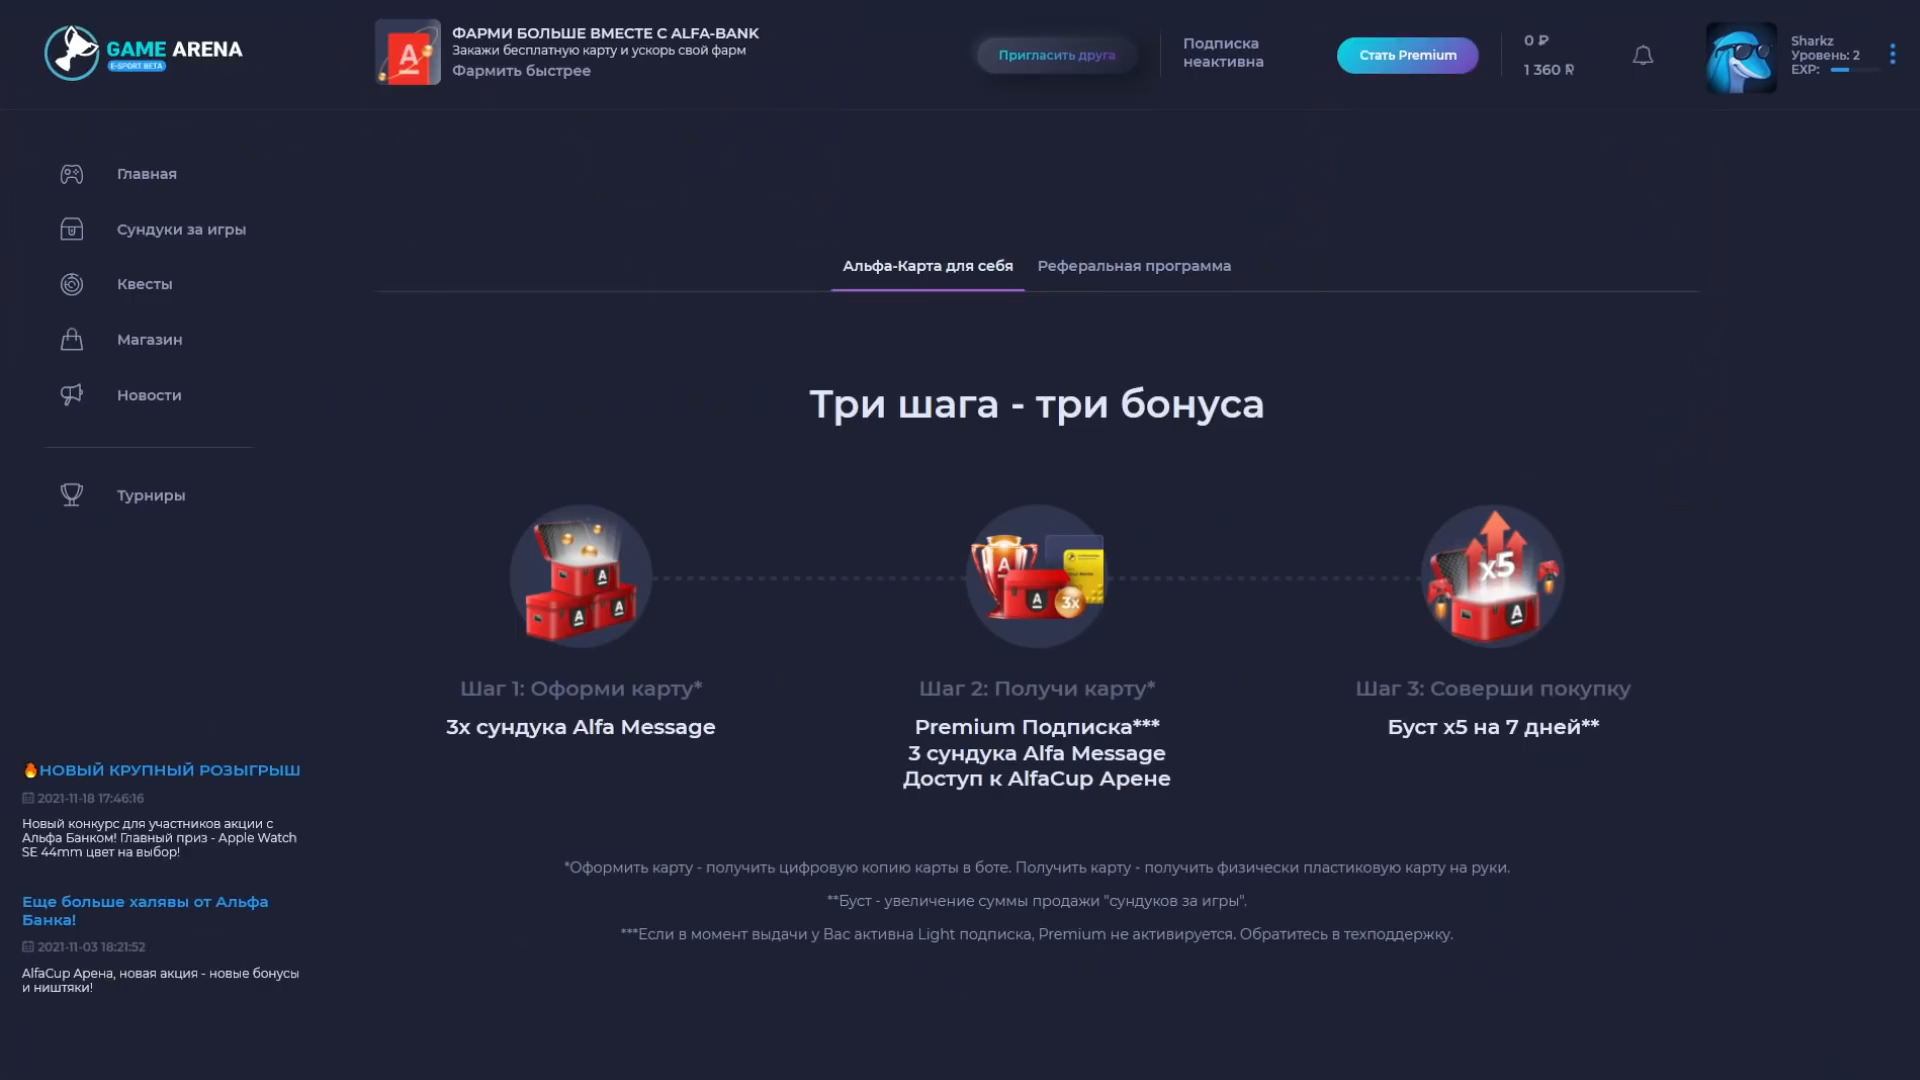 GAME ARENA
E-SPORT BETA
A
ФАРМИ БОЛЬШЕ ВМЕСТЕ С ALFA-BANK
Закажи бесплатную карту и ускорь свой фарм
Фармить быстрее
Пригласить друга
Подписка
неактивна
Стать Premium
0 ₽
1 360 ₽
Sharkz
Уровень: 2
EXP:
Главная
Сундуки за игры
Квесты
Магазин
Новости
Турниры
Альфа-Карта для себя
Реферальная программа
Три шага - три бонуса
A
A
A
A
A
3x
x5
A
Шаг 1: Оформи карту*
3х сундука Alfa Message
Шаг 2: Получи карту*
Premium Подписка***
3 сундука Alfa Message
Доступ к AlfaCup Арене
Шаг 3: Соверши покупку
Буст х5 на 7 дней**
*Оформить карту - получить цифровую копию карты в боте. Получить карту - получить физически пластиковую карту на руки.
**Буст - увеличение суммы продажи "сундуков за игры".
***Если в момент выдачи у Вас активна Light подписка, Premium не активируется. Обратитесь в техподдержку.
🔥НОВЫЙ КРУПНЫЙ РОЗЫГРЫШ
2021-11-18 17:46:16
Новый конкурс для участников акции с
Альфа Банком! Главный приз - Apple Watch
SE 44mm цвет на выбор!
Еще больше халявы от Альфа
Банка!
2021-11-03 18:21:52
AlfaCup Арена, новая акция - новые бонусы
и ништяки!